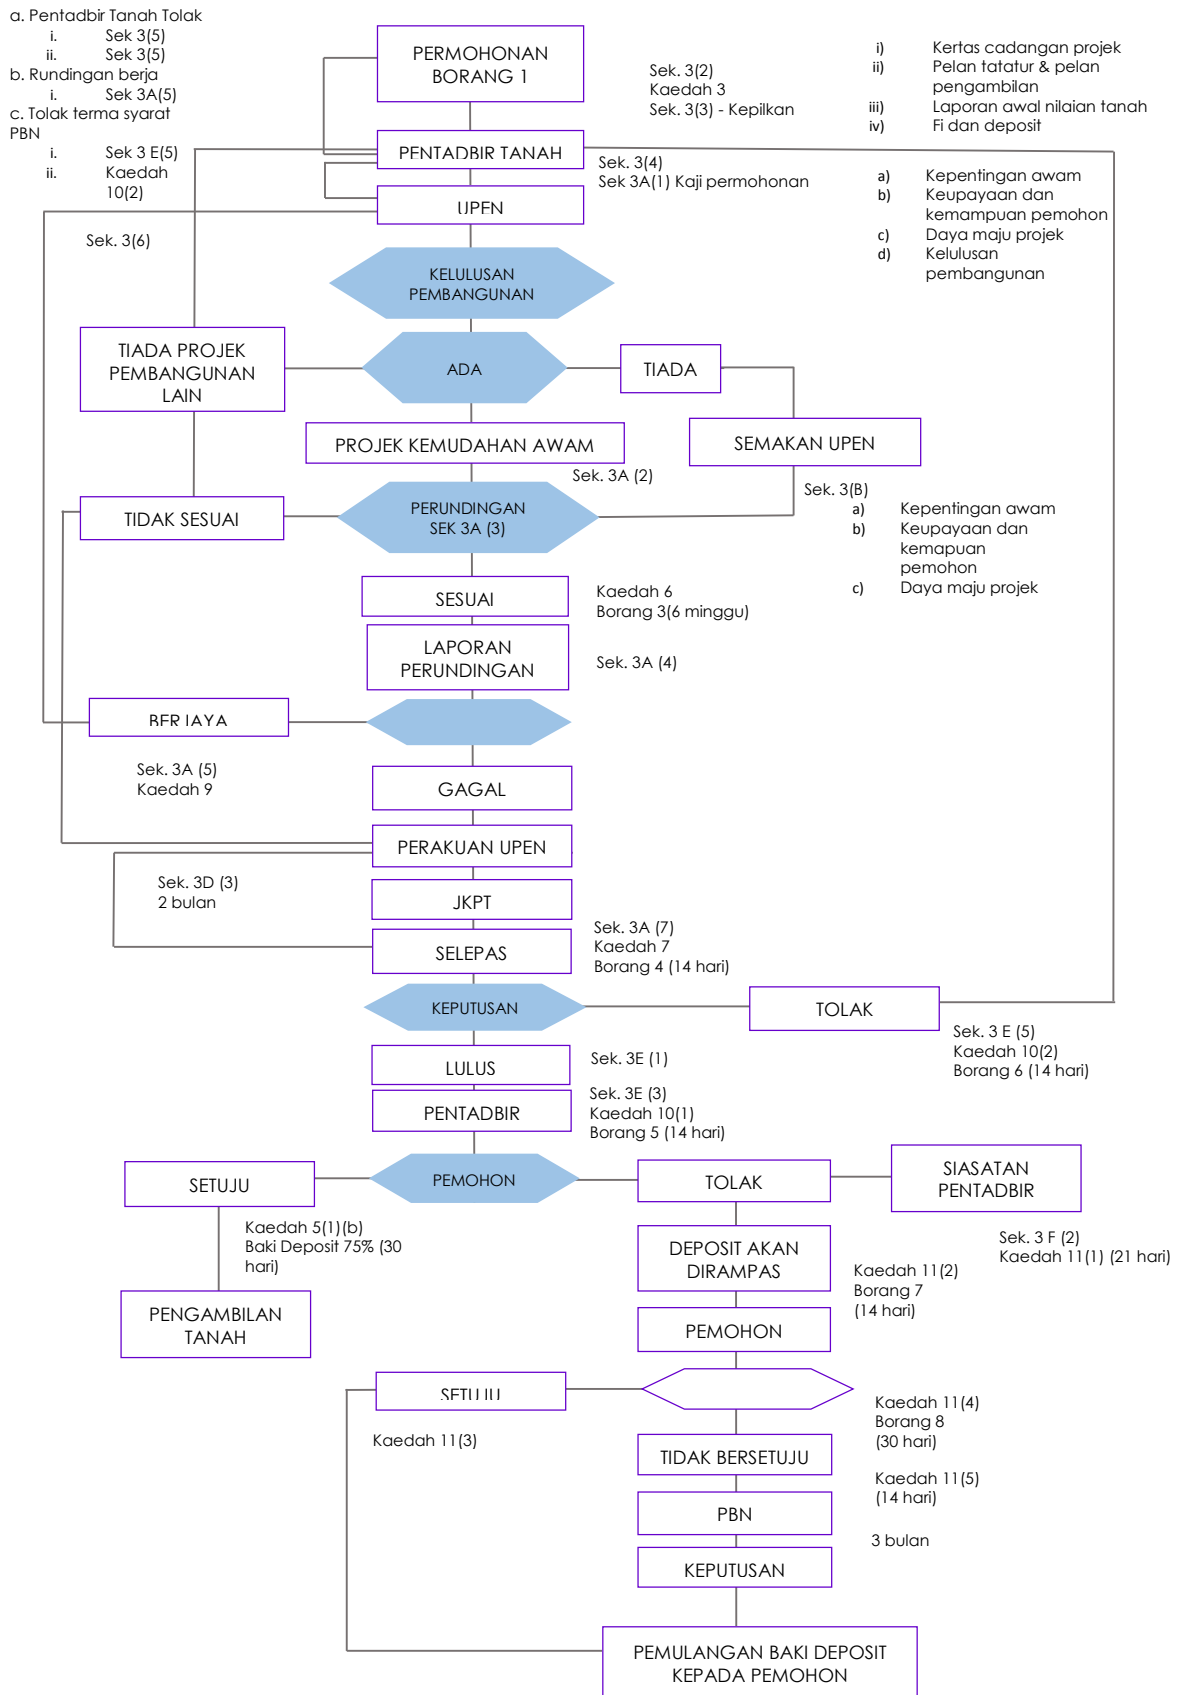 a. Pentadbir Tanah Tolak
i. Sek 3(5)
ii. Sek 3(5)
b. Rundingan berja
i. Sek 3A(5)
c. Tolak terma syarat
PBN
i. Sek 3 E(5)
ii. Kaedah
10(2)
PERMOHONAN
BORANG 1
Sek. 3(2)
Kaedah 3
Sek. 3(3) - Kepilkan
i) Kertas cadangan projek
ii) Pelan tatatur & pelan
pengambilan
iii) Laporan awal nilaian tanah
iv) Fi dan deposit
PENTADBIR TANAH
Sek. 3(4)
Sek 3A(1) Kaji permohonan
a) Kepentingan awam
b) Keupayaan dan
kemampuan pemohon
c) Daya maju projek
d) Kelulusan
pembangunan
UPEN
Sek. 3(6)
KELULUSAN
PEMBANGUNAN
TIADA PROJEK
PEMBANGUNAN
LAIN
ADA
TIADA
PROJEK KEMUDAHAN AWAM
SEMAKAN UPEN
Sek. 3A (2)
Sek. 3(B)
a) Kepentingan awam
b) Keupayaan dan
kemapuan
pemohon
c) Daya maju projek
TIDAK SESUAI
PERUNDINGAN
SEK 3A (3)
SESUAI
Kaedah 6
Borang 3(6 minggu)
LAPORAN
PERUNDINGAN
Sek. 3A (4)
BERJAYA
Sek. 3A (5)
Kaedah 9
GAGAL
PERAKUAN UPEN
Sek. 3D (3)
2 bulan
JKPT
SELEPAS
Sek. 3A (7)
Kaedah 7
Borang 4 (14 hari)
KEPUTUSAN
TOLAK
Sek. 3 E (5)
Kaedah 10(2)
Borang 6 (14 hari)
LULUS
Sek. 3E (1)
PENTADBIR
Sek. 3E (3)
Kaedah 10(1)
Borang 5 (14 hari)
SETUJU
PEMOHON
TOLAK
SIASATAN
PENTADBIR
Kaedah 5(1)(b)
Baki Deposit 75% (30
hari)
Sek. 3 F (2)
Kaedah 11(1) (21 hari)
DEPOSIT AKAN
DIRAMPAS
Kaedah 11(2)
Borang 7
(14 hari)
PENGAMBILAN
TANAH
PEMOHON
SETUJU
Kaedah 11(3)
Kaedah 11(4)
Borang 8
(30 hari)
TIDAK BERSETUJU
Kaedah 11(5)
(14 hari)
PBN
3 bulan
KEPUTUSAN
PEMULANGAN BAKI DEPOSIT
KEPADA PEMOHON